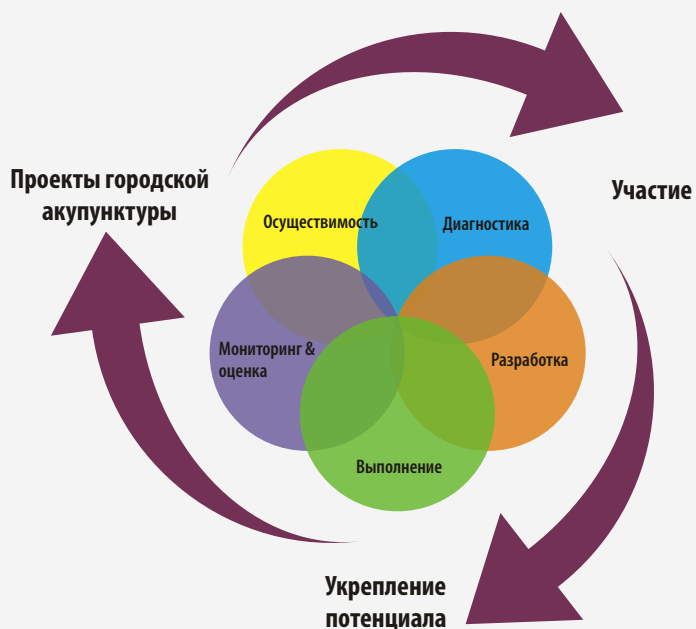 Проекты городской
акупунктуры
Участие
Осуществимость
Диагностика
Мониторинг &
оценка
Разработка
Выполнение
Укрепление
потенциала